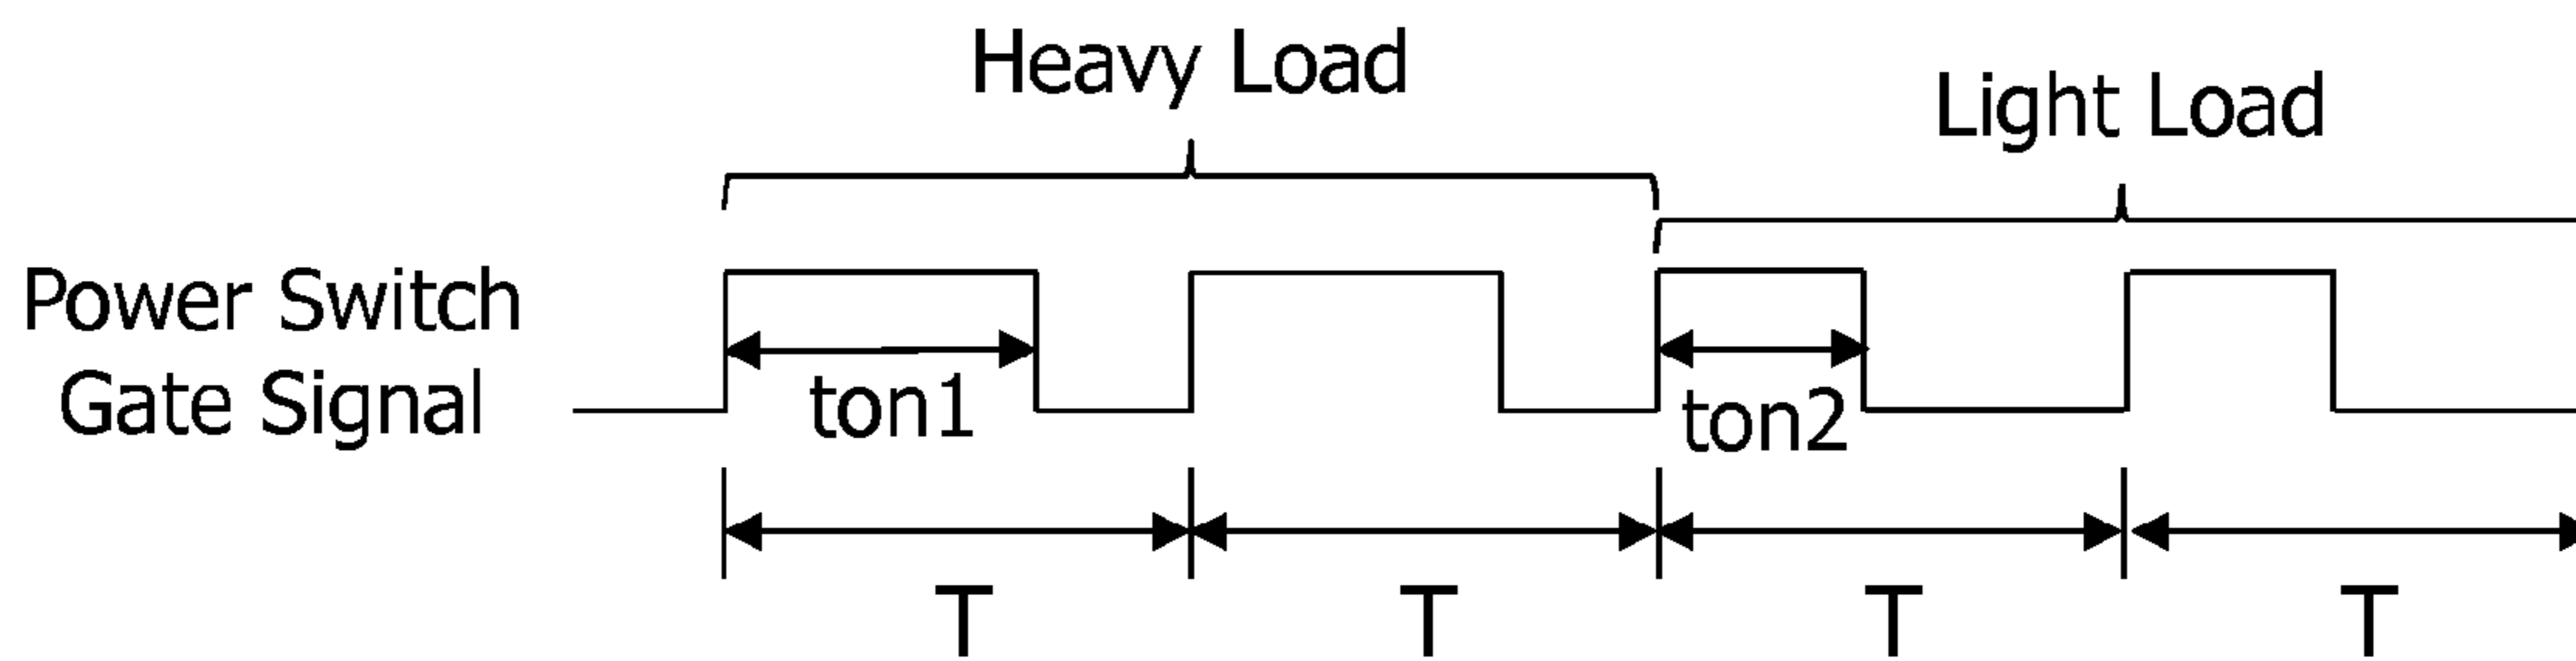 Heavy Load
Light Load
Power Switch
Gate Signal
ton1
ton2
T
T
T
T